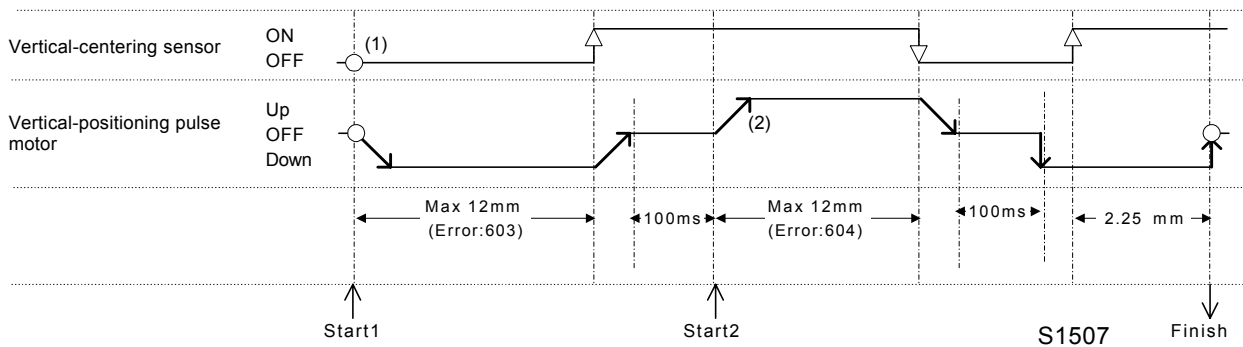 Vertical-centering sensor
ON
OFF
(1)
Vertical-positioning pulse
motor
Up
OFF
Down
(2)
Max 12mm
(Error:603)
100ms
Max 12mm
(Error:604)
100ms
2.25 mm
Start1
Start2
S1507
Finish